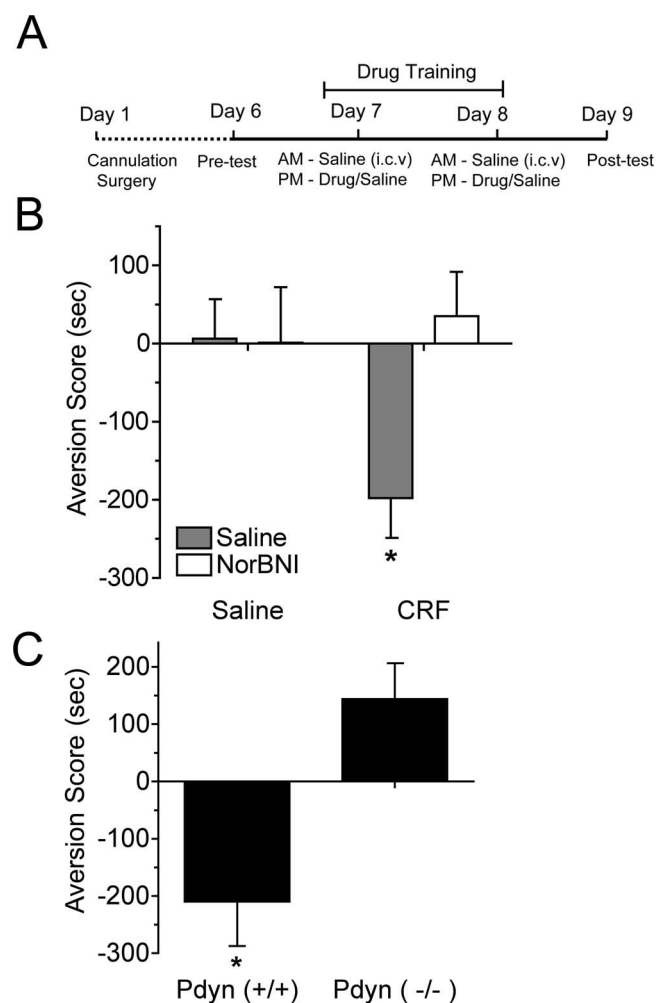 A
Drug Training
Day 1 Day 6 Day 7 Day 8 Day 9
Cannulation Pre-test AM - Saline (i.c.v) AM - Saline (i.c.v) Post-test
Surgery PM - Drug/Saline PM - Drug/Saline
B
Aversion Score (sec)
100
0
-100
-200
-300
*
Saline
NorBNI
Saline CRF
C
Aversion Score (sec)
200
100
0
-100
-200
-300
*
Pdyn (+/+) Pdyn ( -/- )